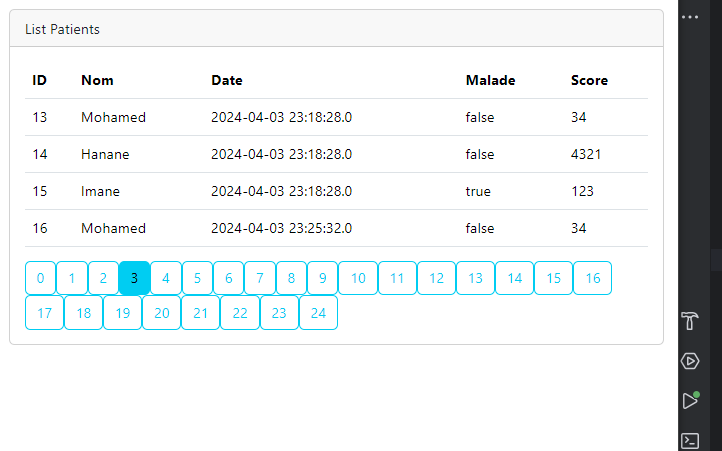 List Patients
ID Nom Date Malade Score
13 Mohamed 2024-04-03 23:18:28.0 false 34
14 Hanane 2024-04-03 23:18:28.0 false 4321
15 Imane 2024-04-03 23:18:28.0 true 123
16 Mohamed 2024-04-03 23:25:32.0 false 34
0 1 2 3 4 5 6 7 8 9 10 11 12 13 14 15 16
17 18 19 20 21 22 23 24